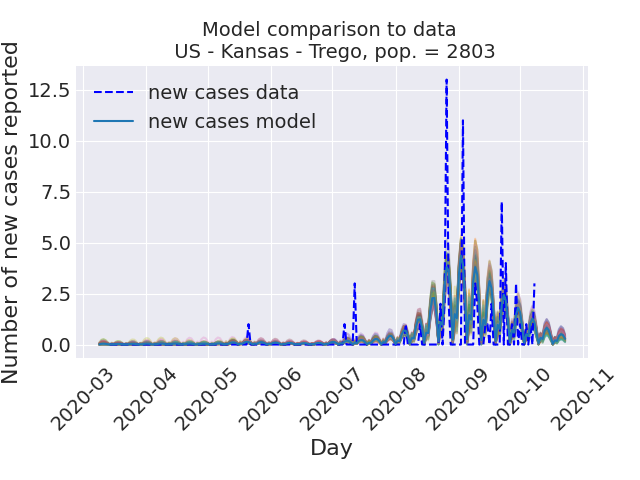 Model comparison to data
US - Kansas - Trego, pop. = 2803
Number of new cases reported
12.5
10.0
7.5
5.0
2.5
0.0
new cases data
new cases model
2020-03
2020-04
2020-05
2020-06
2020-07
2020-08
2020-09
2020-10
2020-11
Day